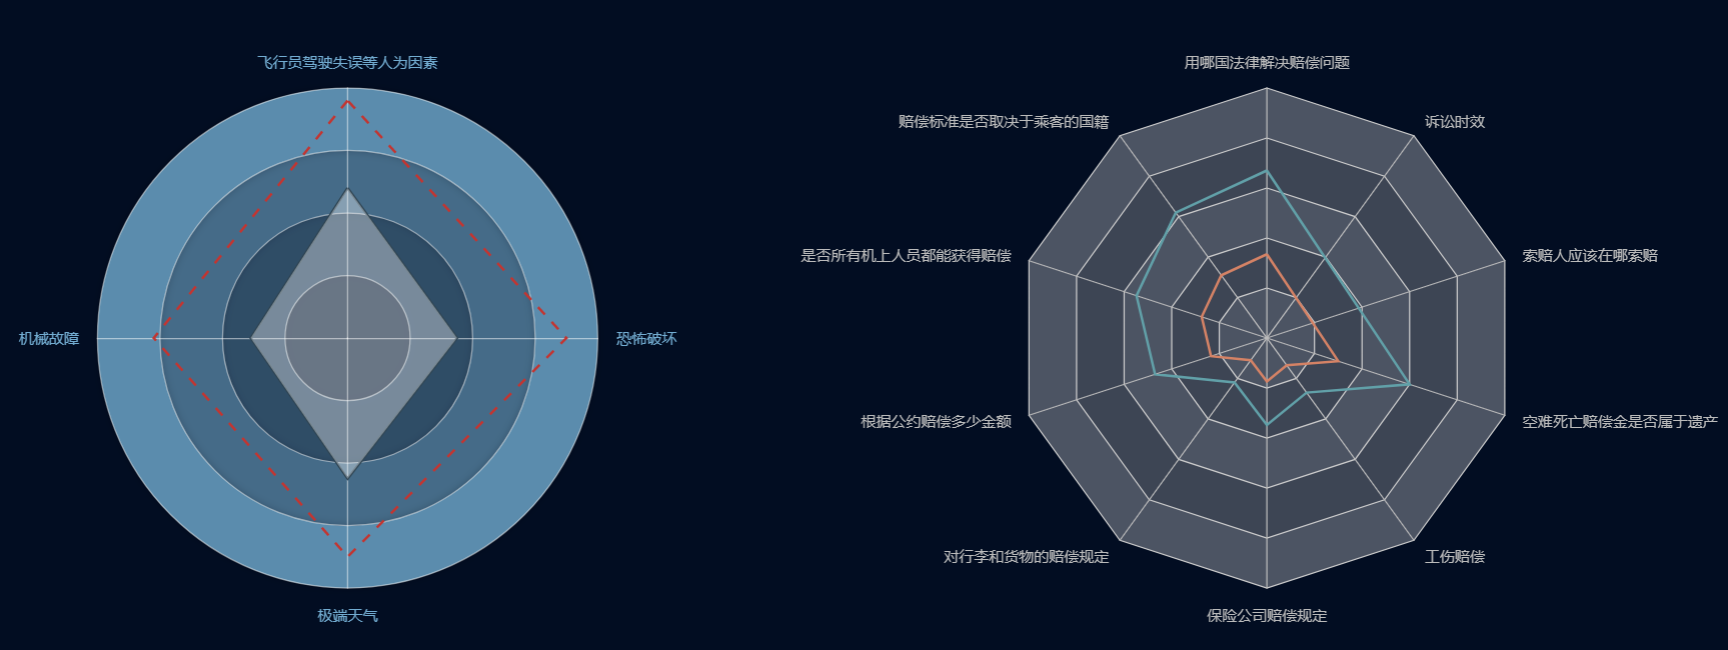 飞行员驾驶失误等人为因素
机械故障
恐怖破坏
极端天气
用哪国法律解决赔偿问题
赔偿标准是否取决于乘客的国籍
诉讼时效
是否所有机上人员都能获得赔偿
索赔人应该在哪索赔
根据公约赔偿多少金额
空难死亡赔偿金是否属于遗产
对行李和货物的赔偿规定
工伤赔偿
保险公司赔偿规定